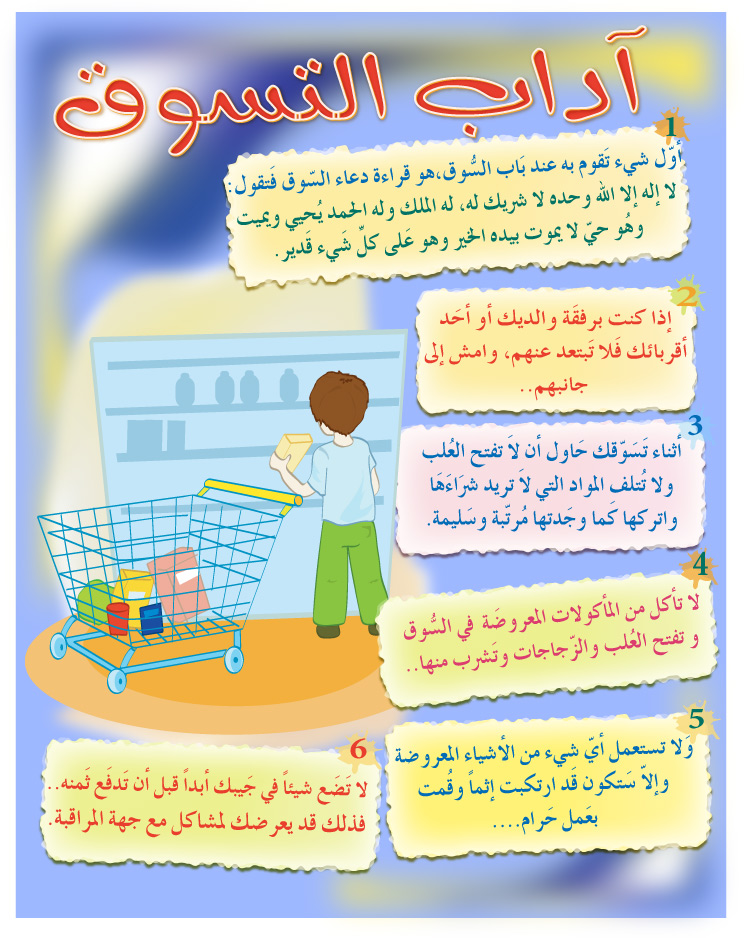 آداب التسوق
1
أوّل شيء تَقوم به عند بَاب السُّوق،هو قراءة دعاء السّوق فَتقول:
لا إله إلا الله وحده لا شريك له، له الملك وله الحمد يُحيي ويميت
وهُو حيّ لا يموت بيده الخير وهو عَلى كلِّ شَيء قَدير.
2
إذا كنت برفقَة والديك أو أحَد
أقربائك فَلا تَبتعد عنهم، وامش إلى
جانبهم..
3
أثناء تَسَوّقك حَاول أن لاَ تفتح العُلب
ولا تُتلف المواد التي لاَ تريد شرَاءَهَا
واتركها كَما وجَدتها مُرتّبة وسَليمة.
4
لا تأكل من المأكولات المعروضَة في السُّوق
و تفتح العُلب والزّجاجات وتَشرب منها..
5
وَلا تستعمل أيّ شيء من الأشياء المعروضة
وإلاّ سَتكون قَد ارتكبت إثماً وقُمت
بعَمل حَرام....
6
لا تَضَع شيئاً في جَيبك أبداً قبل أن تَدفَع ثَمنه..
فذلك قد يعرضك لمشاكل مع جهة المراقبة.